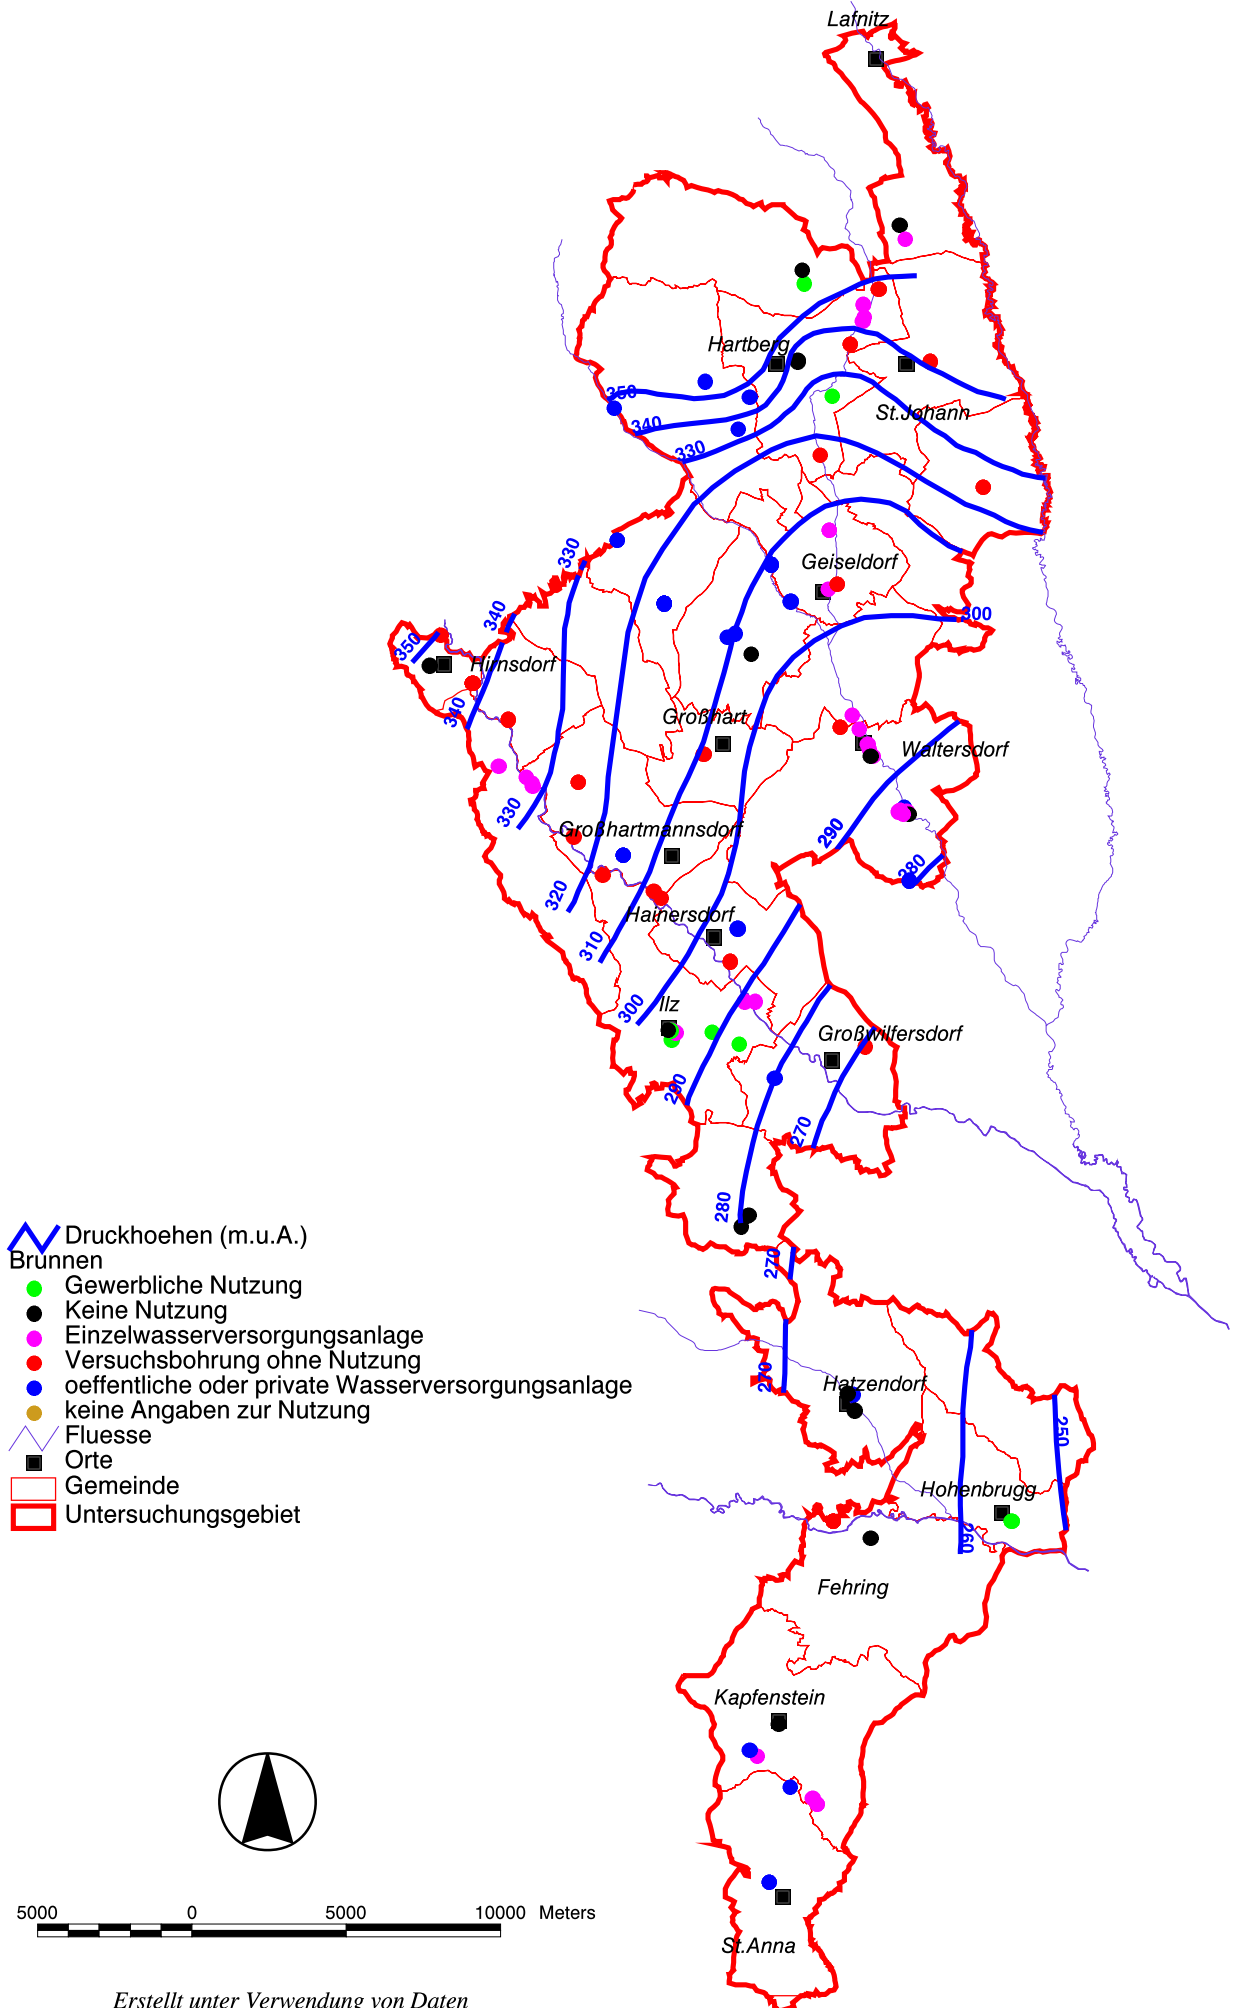 Lafnitz
Hartberg
350
340
330
St.Johann
330
Geiseldorf
340
300
350
Hirnsdorf
340
Großhart
Waltersdorf
330
Großhartmannsdorf
290
280
320
Hainersdorf
310
300
Ilz
Großwilfersdorf
290
270
280
270
Druckhoehen (m.u.A.)
Brunnen
Gewerbliche Nutzung
Keine Nutzung
Einzelwasserversorgungsanlage
Versuchsbohrung ohne Nutzung
oeffentliche oder private Wasserversorgungsanlage
keine Angaben zur Nutzung
Fluesse
Orte
Gemeinde
Untersuchungsgebiet
270
Hatzendorf
250
Hohenbrugg
260
Fehring
Kapfenstein
5000 0 5000 10000 Meters
St.Anna
Erstellt unter Verwendung von Daten